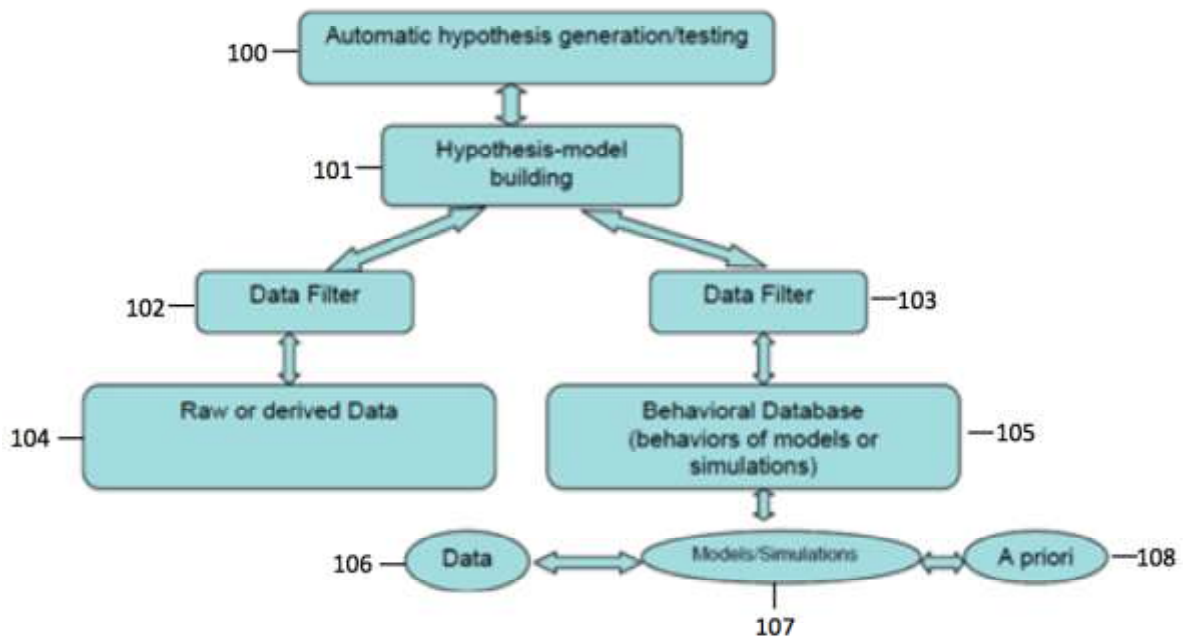 Automatic hypothesis generation/testing
100
Hypothesis-model
building
101
Data Filter
102
Data Filter
103
Raw or derived Data
104
Behavioral Database
(behaviors of models or
simulations)
105
Data
106
Models/Simulations
107
A priori
108